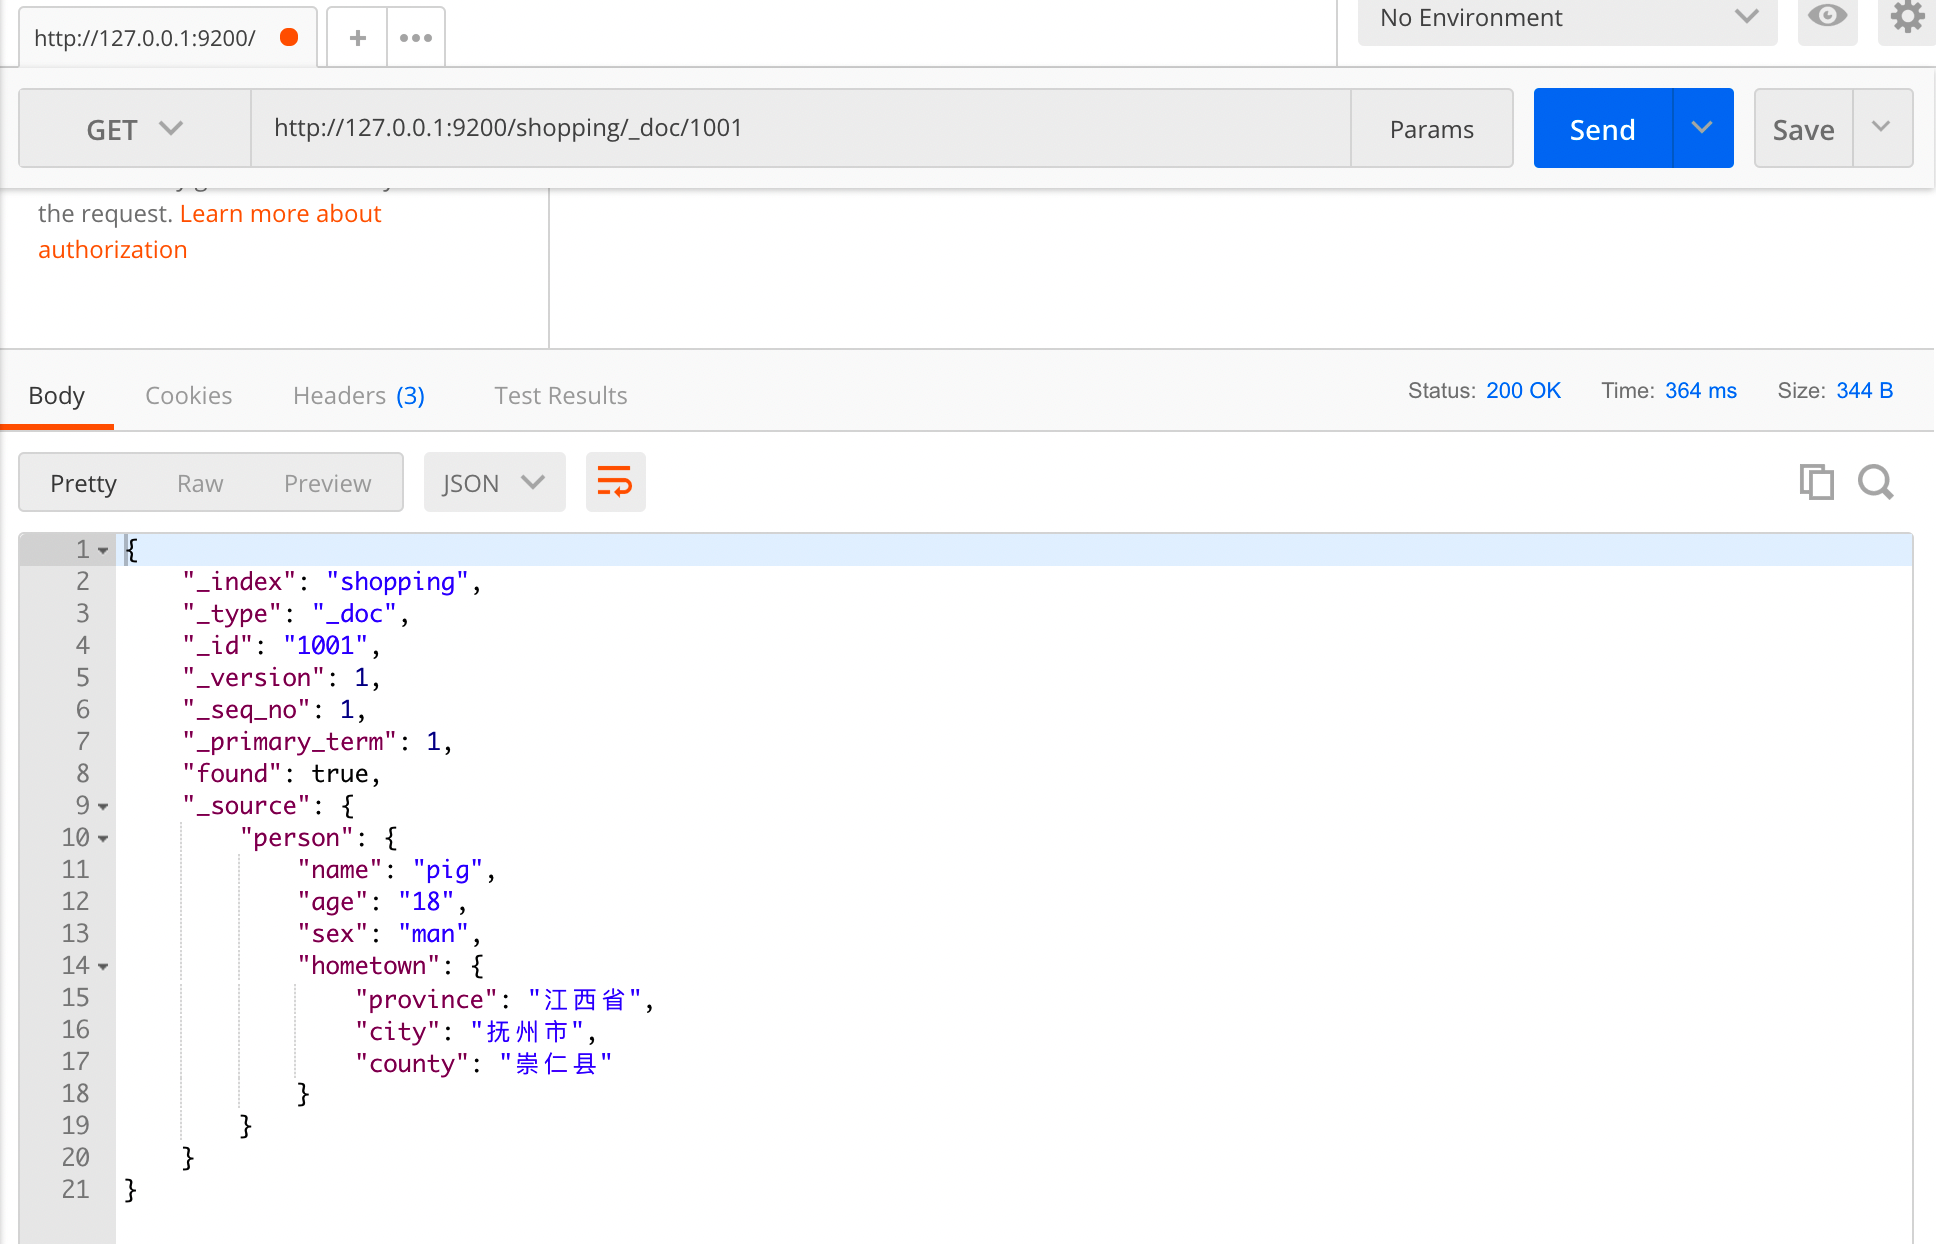 http://127.0.0.1:9200/
No Environment
GET http://127.0.0.1:9200/shopping/_doc/1001 Params Send Save
the request. Learn more about
authorization
Body Cookies Headers (3) Test Results Status: 200 OK Time: 364 ms Size: 344 B
Pretty Raw Preview JSON
1 {
2 "_index": "shopping",
3 "_type": "_doc",
4 "_id": "1001",
5 "_version": 1,
6 "_seq_no": 1,
7 "_primary_term": 1,
8 "found": true,
9 "_source": {
10 "person": {
11 "name": "pig",
12 "age": "18",
13 "sex": "man",
14 "hometown": {
15 "province": "江西省",
16 "city": "抚州市",
17 "county": "崇仁县"
18 }
19 }
20 }
21 }